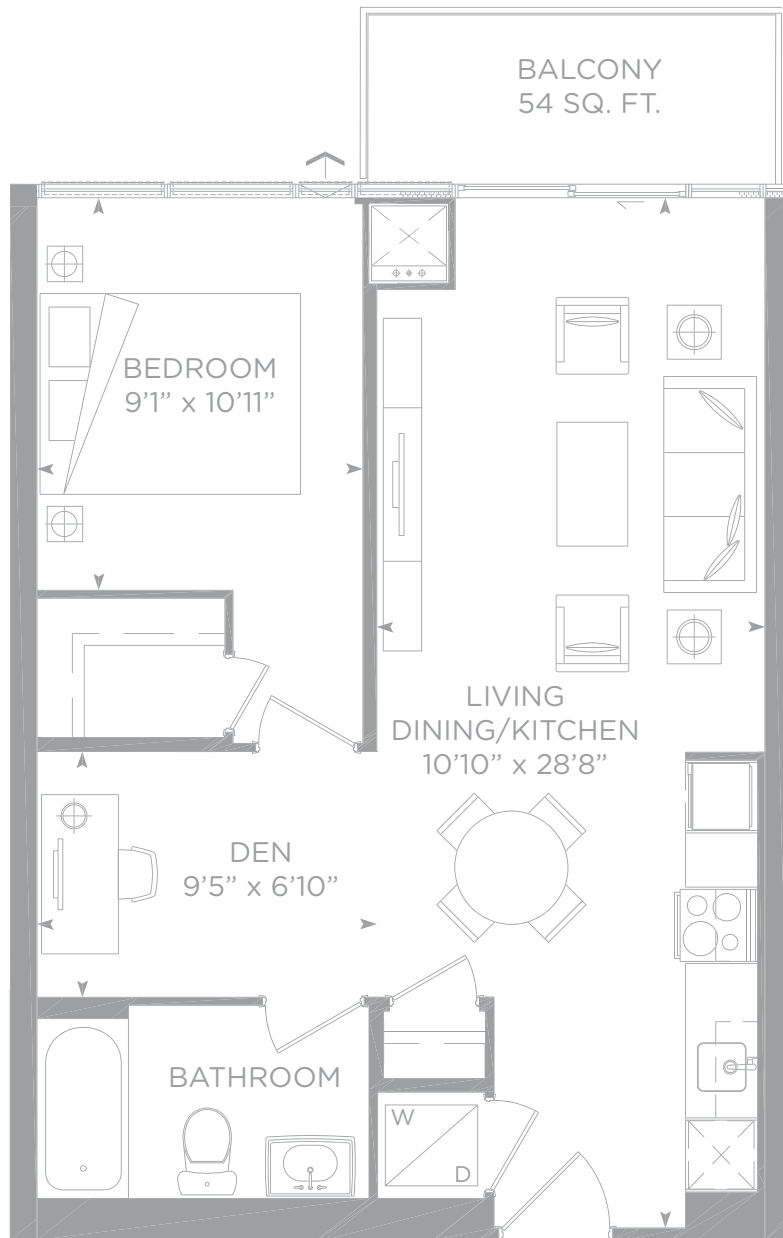 BALCONY
54 SQ. FT.
BEDROOM
9’1” x 10’11”
LIVING
DINING/KITCHEN
10’10” x 28’8”
DEN
9’5” x 6’10”
BATHROOM
W
D